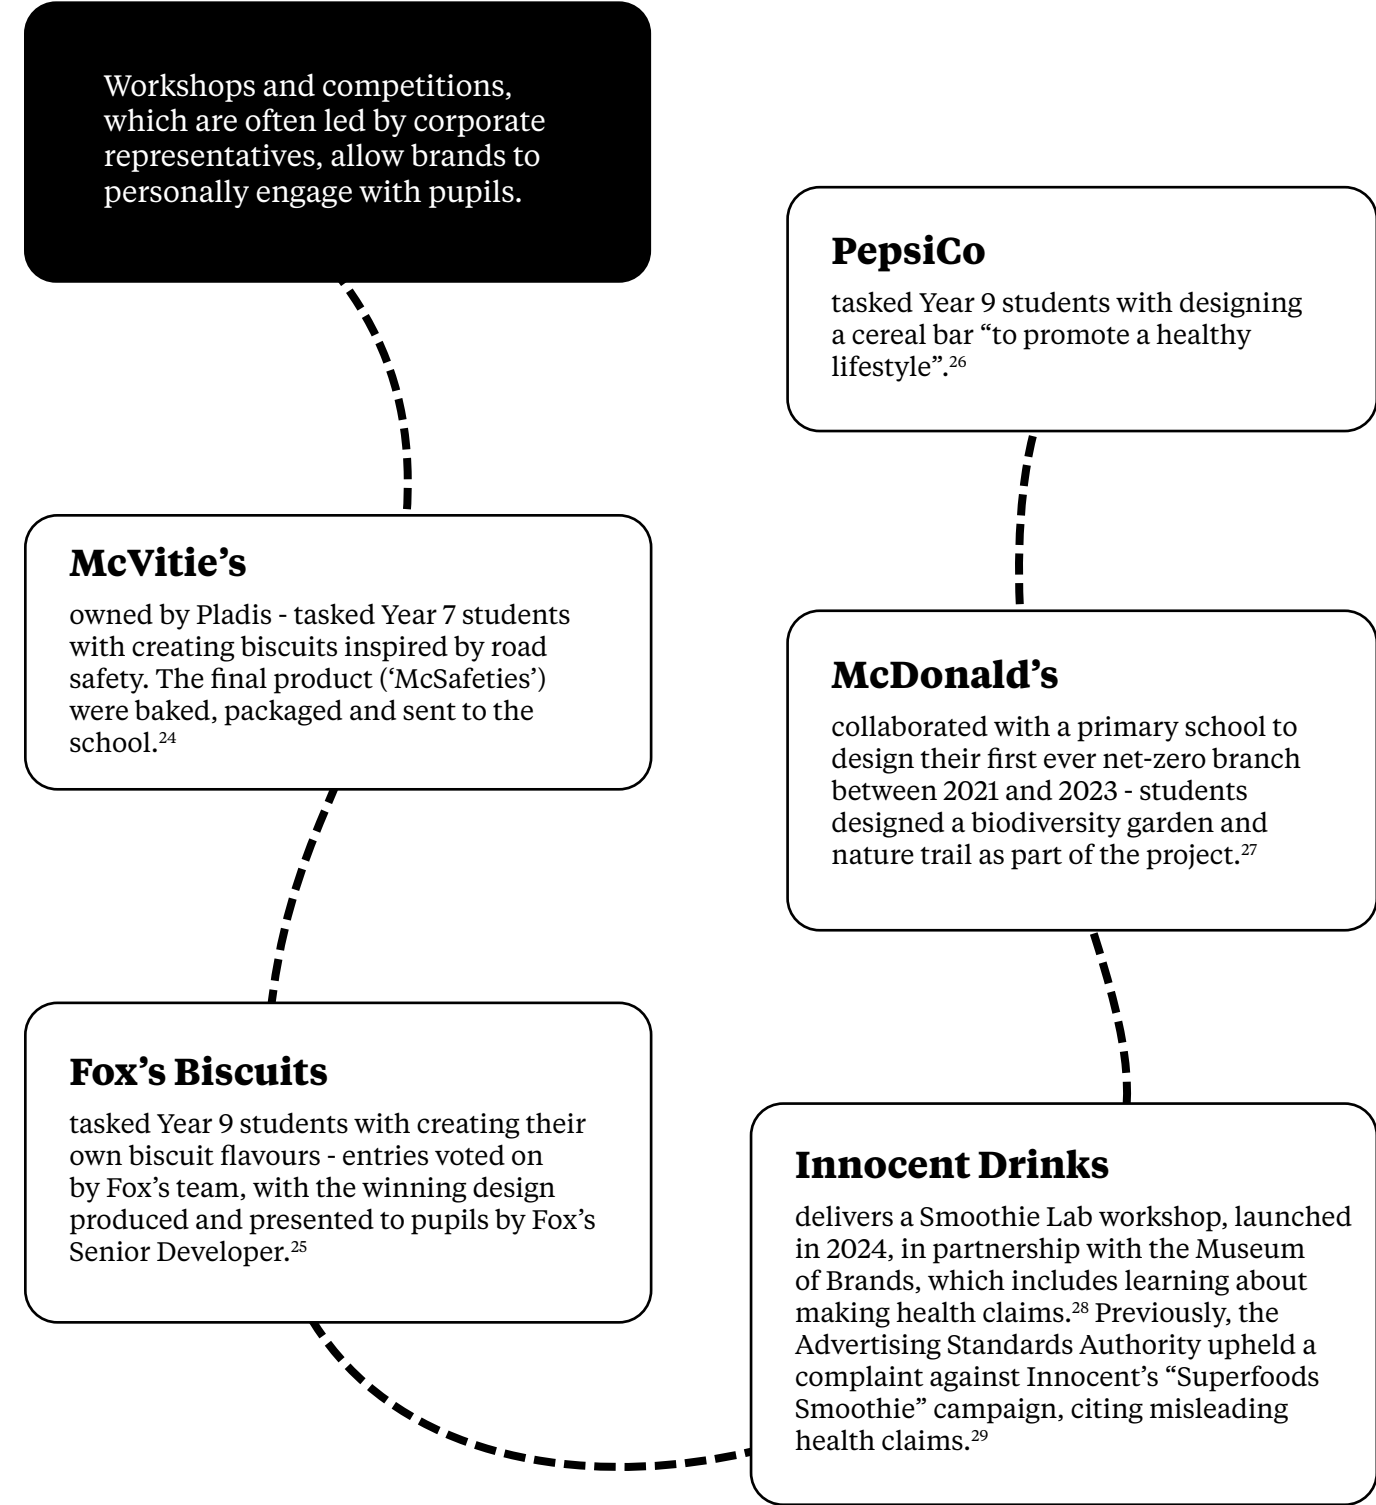 Workshops and competitions,
which are often led by corporate
representatives, allow brands to
personally engage with pupils.
McVitie’s
owned by Pladis - tasked Year 7 students
with creating biscuits inspired by road
safety. The final product (‘McSafeties’)
were baked, packaged and sent to the
school.24
Fox’s Biscuits
tasked Year 9 students with creating their
own biscuit flavours - entries voted on
by Fox’s team, with the winning design
produced and presented to pupils by Fox’s
Senior Developer.25
PepsiCo
tasked Year 9 students with designing
a cereal bar “to promote a healthy
lifestyle”.26
McDonald’s
collaborated with a primary school to
design their first ever net-zero branch
between 2021 and 2023 - students
designed a biodiversity garden and
nature trail as part of the project.27
Innocent Drinks
delivers a Smoothie Lab workshop, launched
in 2024, in partnership with the Museum
of Brands, which includes learning about
making health claims.28 Previously, the
Advertising Standards Authority upheld a
complaint against Innocent’s “Superfoods
Smoothie” campaign, citing misleading
health claims.29